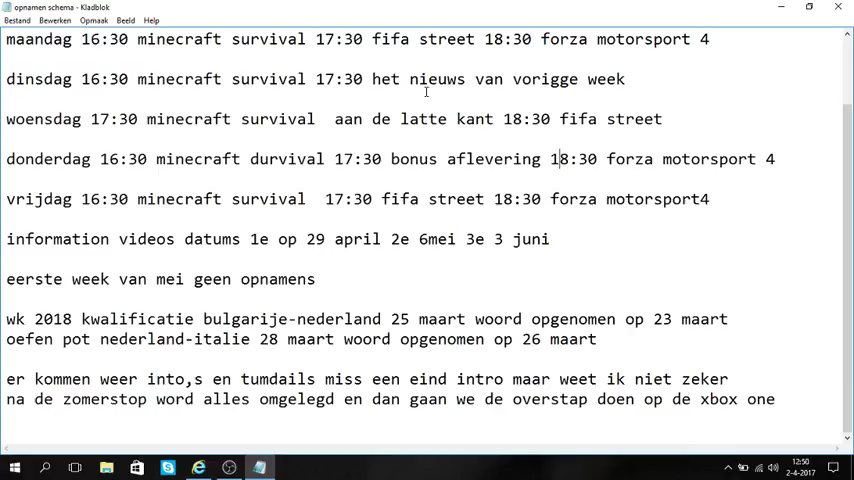 opnamen schema - Kladblok
Bestand Bewerken Opmaak Beeld Help
maandag 16:30 minecraft survival 17:30 fifa street 18:30 forza motorsport 4
dinsdag 16:30 minecraft survival 17:30 het nieuws van vorigge week
woensdag 17:30 minecraft survival  aan de latte kant 18:30 fifa street
donderdag 16:30 minecraft durvival 17:30 bonus aflevering 18:30 forza motorsport 4
vrijdag 16:30 minecraft survival  17:30 fifa street 18:30 forza motorsport4
information videos datums 1e op 29 april 2e 6mei 3e 3 juni
eerste week van mei geen opnamens
wk 2018 kwalificatie bulgarije-nederland 25 maart woord opgenomen op 23 maart
oefen pot nederland-italie 28 maart woord opgenomen op 26 maart
er kommen weer into,s en tumdails miss een eind intro maar weet ik niet zeker
na de zomerstop word alles omgelegd en dan gaan we de overstap doen op de xbox one
12:50
2-4-2017